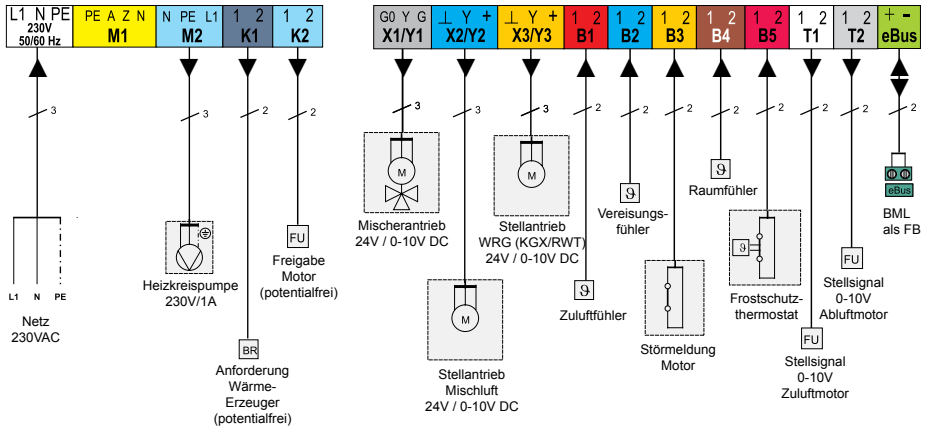 L1 N PE
230V
50/60 Hz
PE A Z N
M1
N PE L1
M2
1 2
K1
1 2
K2
G0 Y G
X1/Y1
⊥ Y +
X2/Y2
⊥ Y +
X3/Y3
1 2
B1
1 2
B2
1 2
B3
1 2
B4
1 2
B5
1 2
T1
1 2
T2
+ -
eBus
3
3
2
2
3
3
3
2
2
2
2
2
2
2
2
L1 N PE
Netz
230VAC
Heizkreispumpe
230V/1A
BR
Anforderung
Wärme-
Erzeuger
(potentialfrei)
FU
Freigabe
Motor
(potentialfrei)
M
Mischerantrieb
24V / 0-10V DC
M
Stellantrieb
Mischluft
24V / 0-10V DC
M
Stellantrieb
WRG (KGX/RWT)
24V / 0-10V DC
ϑ
Zuluftfühler
ϑ
Vereisungs-
fühler
Störmeldung
Motor
ϑ
Raumfühler
ϑ
Frostschutz-
thermostat
FU
Stellsignal
0-10V
Zuluftmotor
FU
Stellsignal
0-10V
Abluftmotor
eBus
BML
als FB